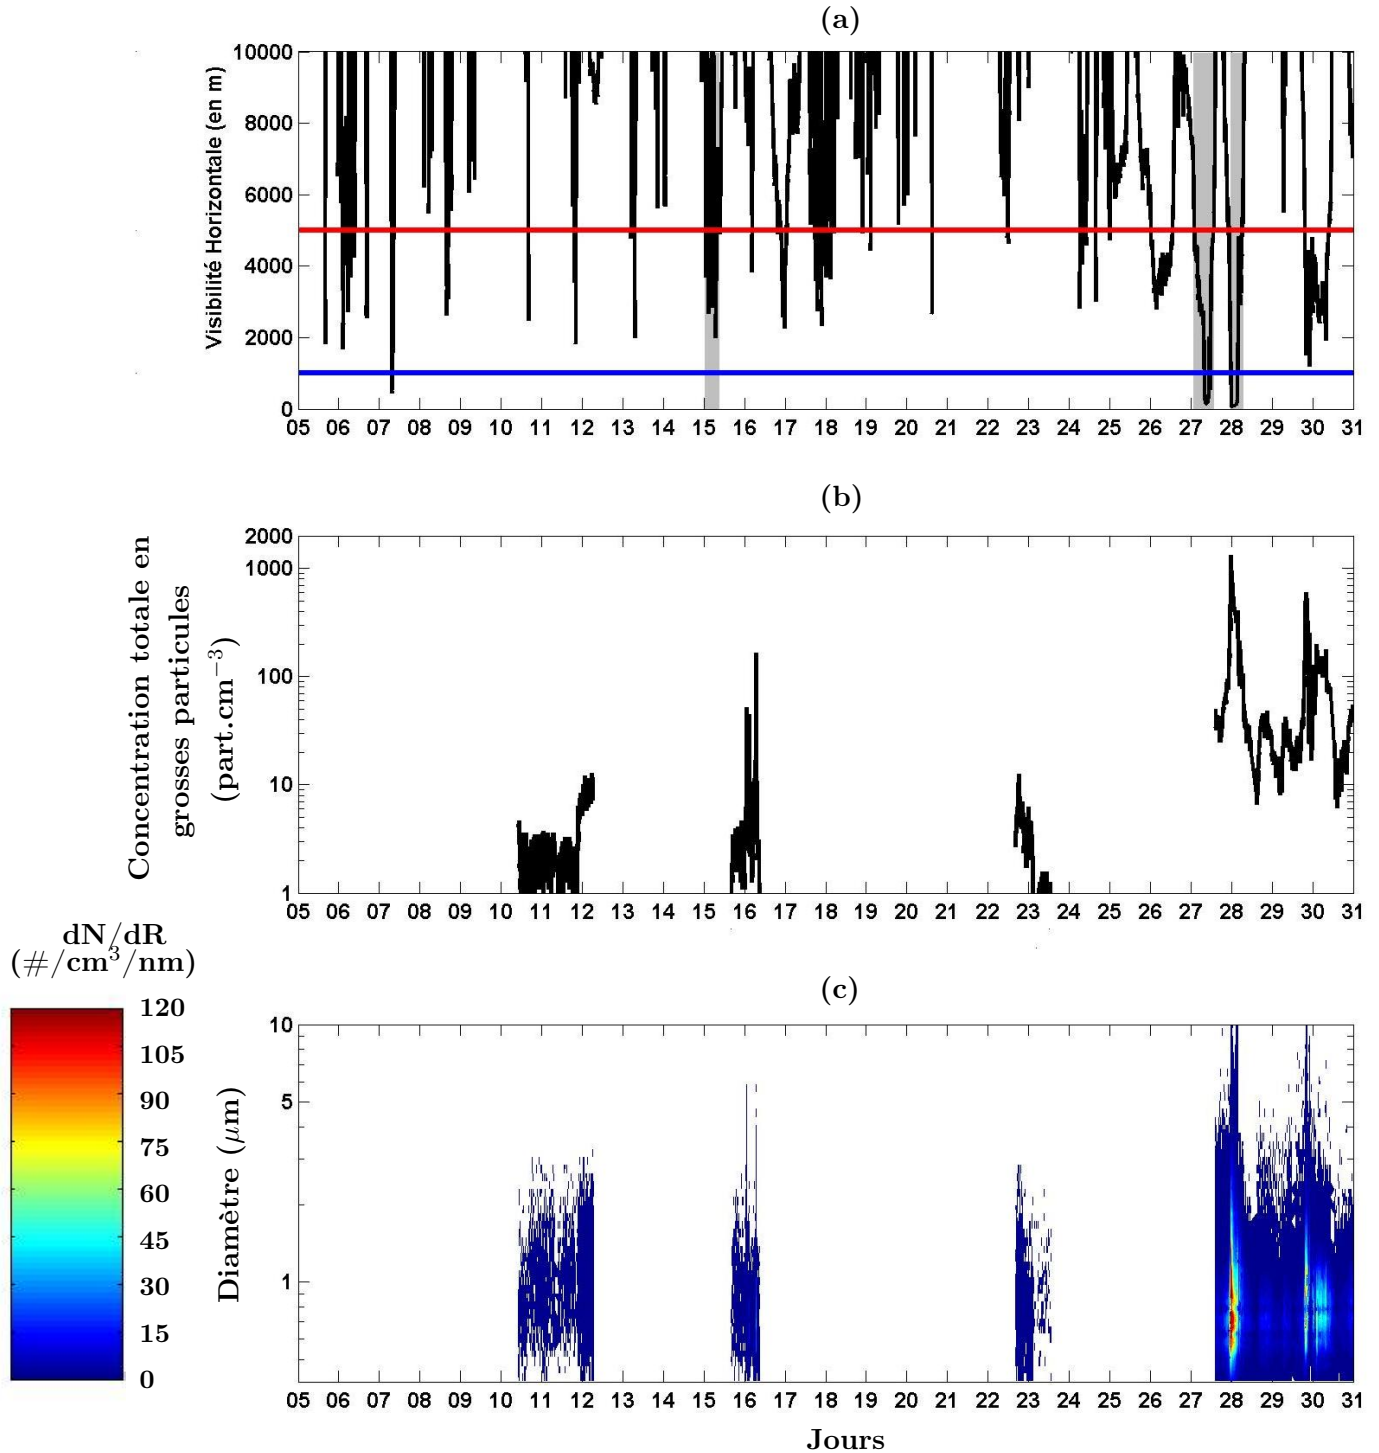 (a)
Visibilité Horizontale (en m)
10000
8000
6000
4000
2000
0
05 06 07 08 09 10 11 12 13 14 15 16 17 18 19 20 21 22 23 24 25 26 27 28 29 30 31
(b)
Concentration totale en
grosses particules
(part.cm⁻³)
2000
1000
100
10
1
05 06 07 08 09 10 11 12 13 14 15 16 17 18 19 20 21 22 23 24 25 26 27 28 29 30 31
dN/dR
(#/cm³/nm)
120
105
90
75
60
45
30
15
0
(c)
Diamètre (μm)
10
5
1
05 06 07 08 09 10 11 12 13 14 15 16 17 18 19 20 21 22 23 24 25 26 27 28 29 30 31
Jours